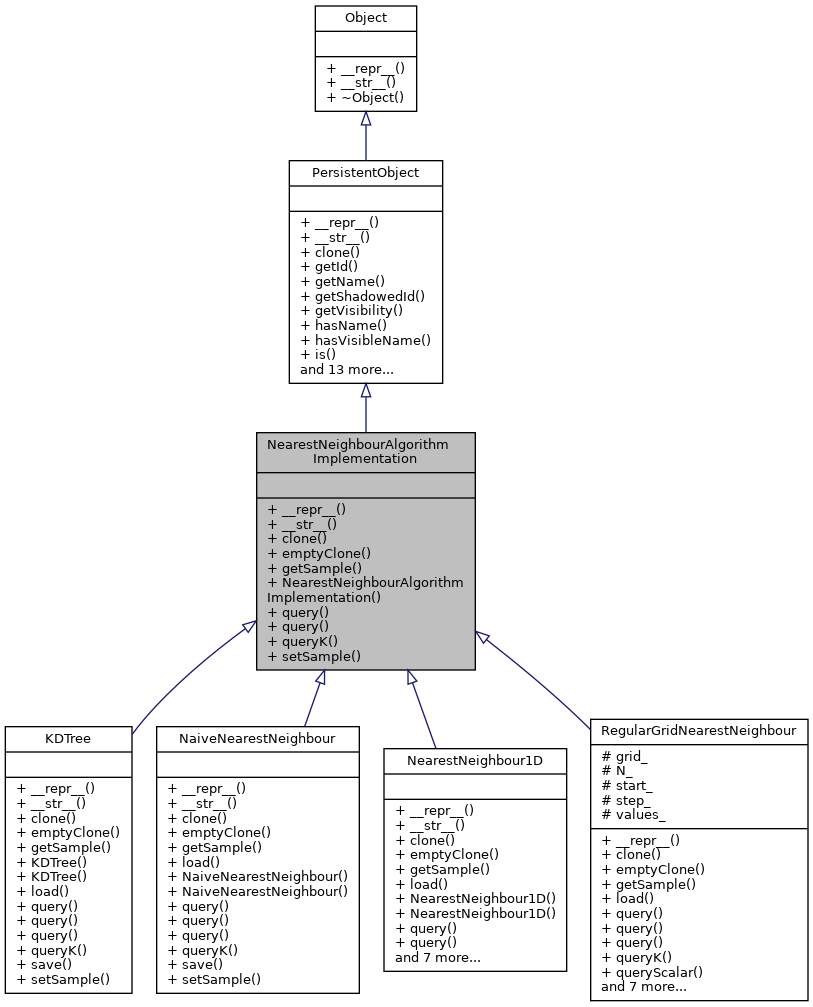 Object
+ __repr__()
+ __str__()
+ ~Object()
PersistentObject
+ __repr__()
+ __str__()
+ clone()
+ getId()
+ getName()
+ getShadowedId()
+ getVisibility()
+ hasName()
+ hasVisibleName()
+ is()
and 13 more...
NearestNeighbourAlgorithm
Implementation
+ __repr__()
+ __str__()
+ clone()
+ emptyClone()
+ getSample()
+ NearestNeighbourAlgorithm
Implementation()
+ query()
+ query()
+ queryK()
+ setSample()
KDTree
+ __repr__()
+ __str__()
+ clone()
+ emptyClone()
+ getSample()
+ KDTree()
+ KDTree()
+ load()
+ query()
+ query()
+ query()
+ queryK()
+ save()
+ setSample()
NaiveNearestNeighbour
+ __repr__()
+ __str__()
+ clone()
+ emptyClone()
+ getSample()
+ load()
+ NaiveNearestNeighbour()
+ NaiveNearestNeighbour()
+ query()
+ query()
+ query()
+ queryK()
+ save()
+ setSample()
NearestNeighbour1D
+ __repr__()
+ __str__()
+ clone()
+ emptyClone()
+ getSample()
+ load()
+ NearestNeighbour1D()
+ NearestNeighbour1D()
+ query()
+ query()
and 7 more...
RegularGridNearestNeighbour
# grid_
# N_
# start_
# step_
# values_
+ __repr__()
+ clone()
+ emptyClone()
+ getSample()
+ load()
+ query()
+ query()
+ query()
+ queryK()
+ queryScalar()
and 7 more...